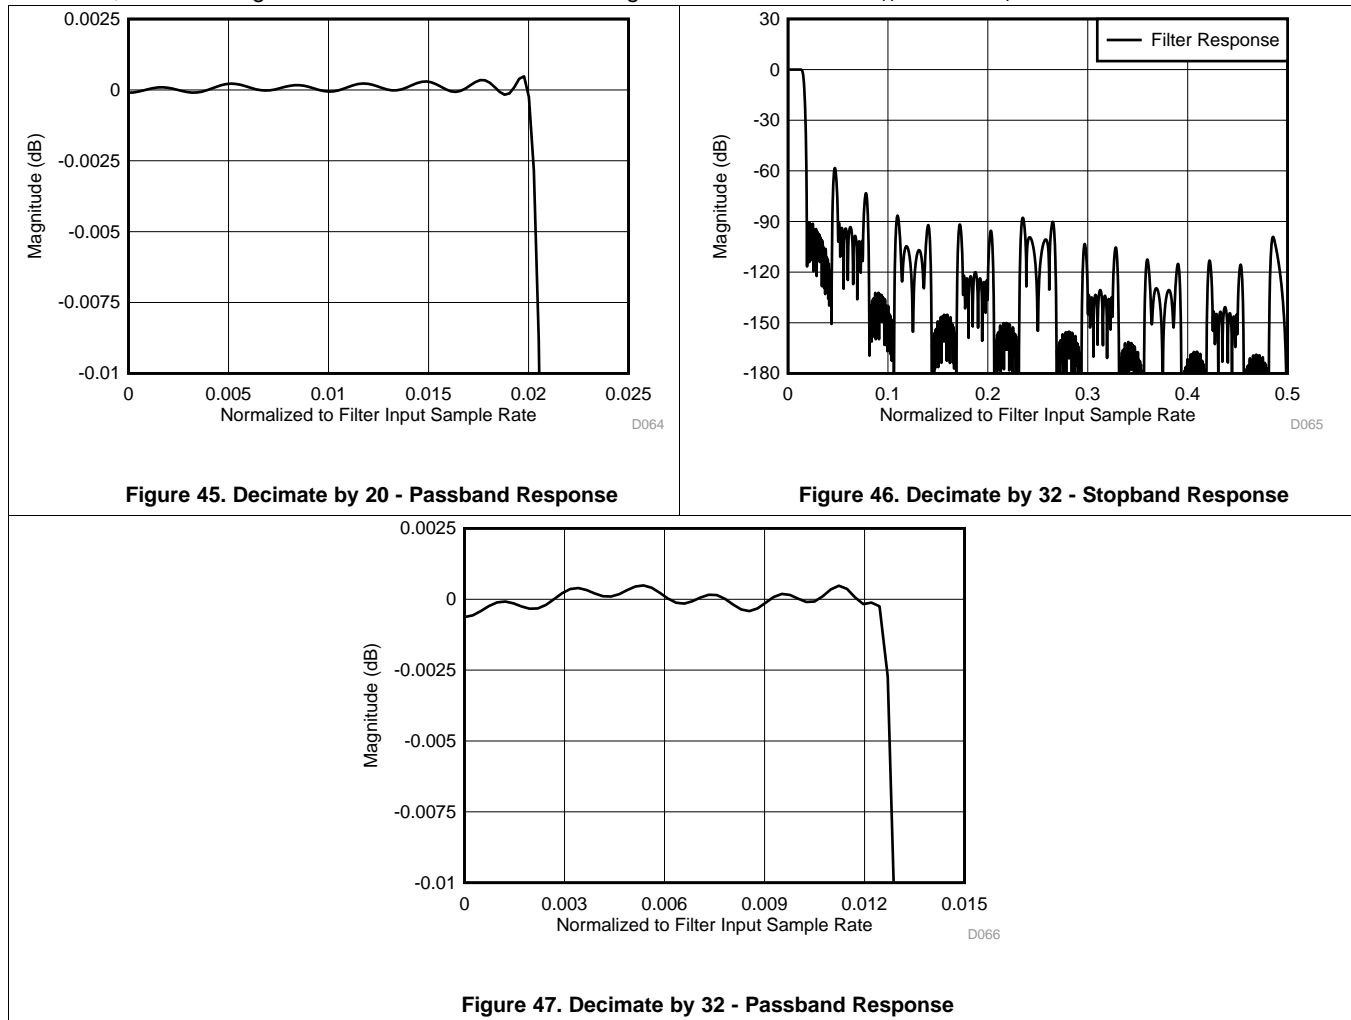 0.0025
0
-0.0025
-0.005
-0.0075
-0.01
Magnitude (dB)
0 0.005 0.01 0.015 0.02 0.025
Normalized to Filter Input Sample Rate
D064
Figure 45. Decimate by 20 - Passband Response
30
0
-30
-60
-90
-120
-150
-180
Magnitude (dB)
Filter Response
0 0.1 0.2 0.3 0.4 0.5
Normalized to Filter Input Sample Rate
D065
Figure 46. Decimate by 32 - Stopband Response
0.0025
0
-0.0025
-0.005
-0.0075
-0.01
Magnitude (dB)
0 0.003 0.006 0.009 0.012 0.015
Normalized to Filter Input Sample Rate
D066
Figure 47. Decimate by 32 - Passband Response